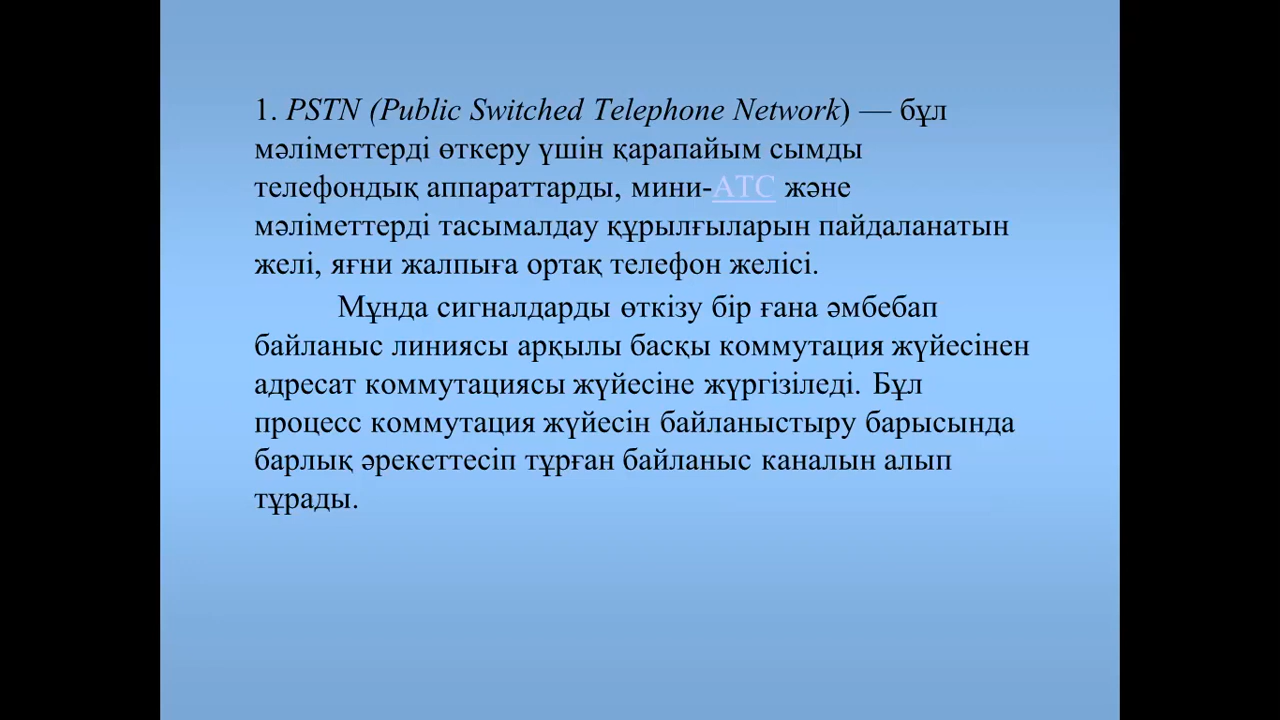 1. PSTN (Public Switched Telephone Network) — бұл
мәліметтерді өткеру үшін қарапайым сымды
телефондық аппараттарды, мини-АТС және
мәліметтерді тасымалдау құрылғыларын пайдаланатын
желі, яғни жалпыға ортақ телефон желісі.
Мұнда сигналдарды өткізу бір ғана әмбебап
байланыс линиясы арқылы басқы коммутация жүйесінен
адресат коммутациясы жүйесіне жүргізіледі. Бұл
процесс коммутация жүйесін байланыстыру барысында
барлық әрекеттесіп тұрған байланыс каналын алып
тұрады.